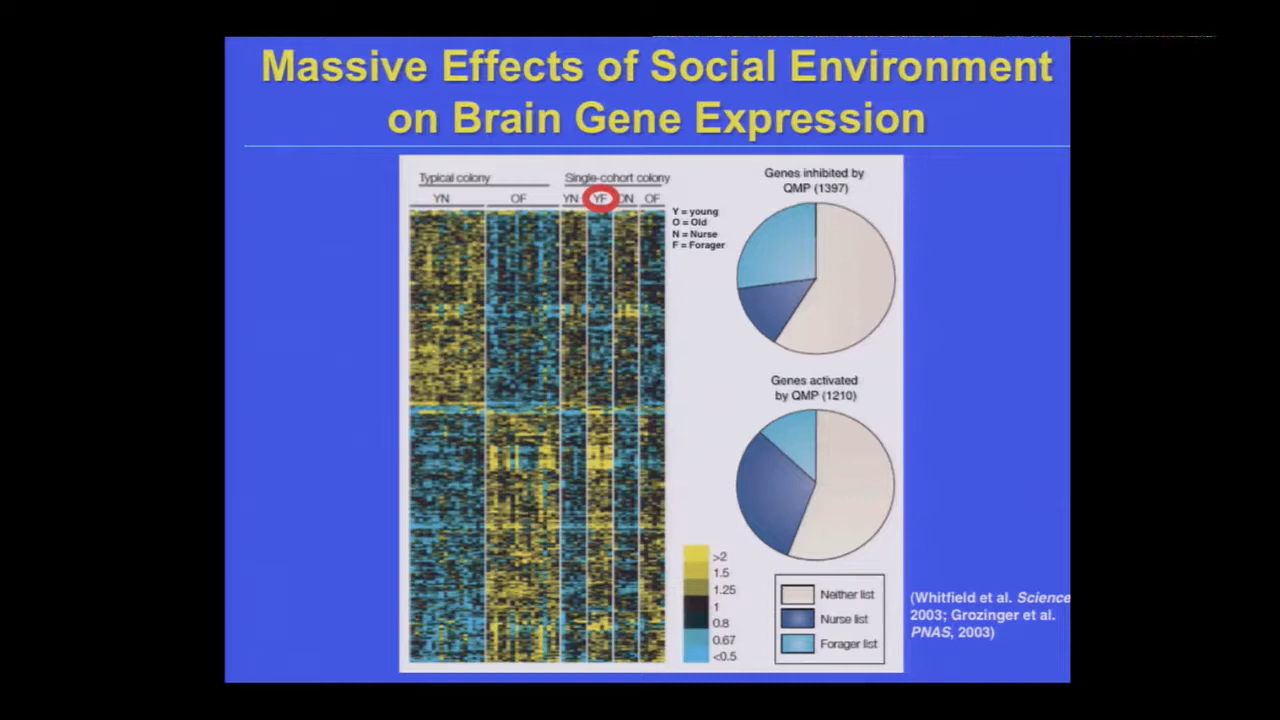 Massive Effects of Social Environment
on Brain Gene Expression
Typical colony
Single-cohort colony
YN
OF
YN
YF
ON
OF
Y = young
O = Old
N = Nurse
F = Forager
Genes inhibited by
QMP (1397)
Genes activated
by QMP (1210)
>2
1.5
1.25
1
0.8
0.67
<0.5
Neither list
Nurse list
Forager list
(Whitfield et al. Science
2003; Grozinger et al.
PNAS, 2003)